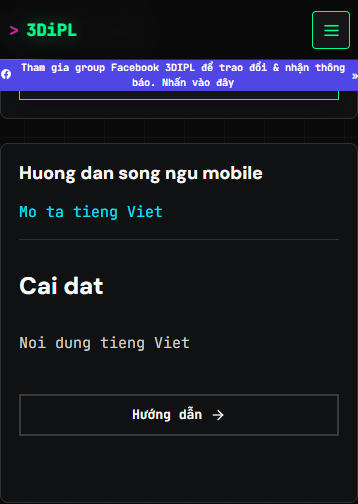 > 3DiPL
Tham gia group Facebook 3DIPL để trao đổi & nhận thông
báo. Nhấn vào đây
»
Huong dan song ngu mobile
Mo ta tieng Viet
Cai dat
Noi dung tieng Viet
Hướng dẫn →